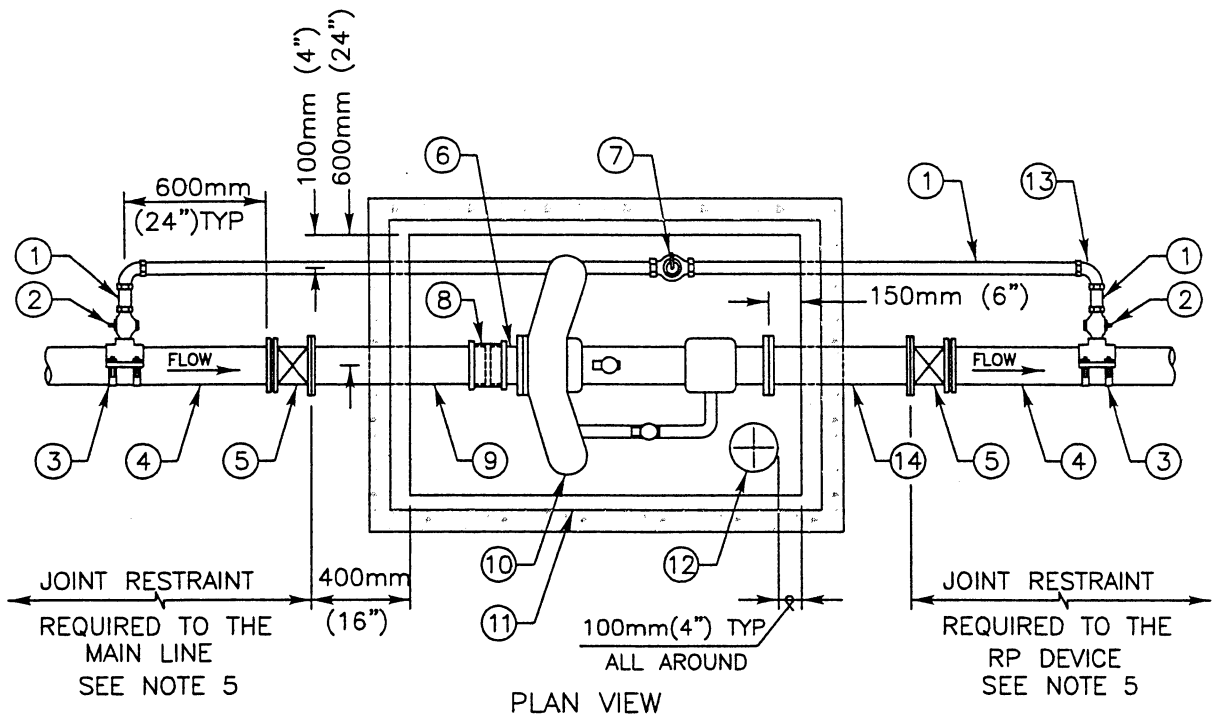 100mm (4")
600mm (24")
6
7
1
13
600mm
(24")TYP
1
2
8
150mm (6")
1
2
FLOW
FLOW
3
4
5
9
14
5
4
3
10
12
11
JOINT RESTRAINT
REQUIRED TO THE
MAIN LINE
SEE NOTE 5
400mm
(16")
100mm(4") TYP
ALL AROUND
JOINT RESTRAINT
REQUIRED TO THE
RP DEVICE
SEE NOTE 5
PLAN VIEW